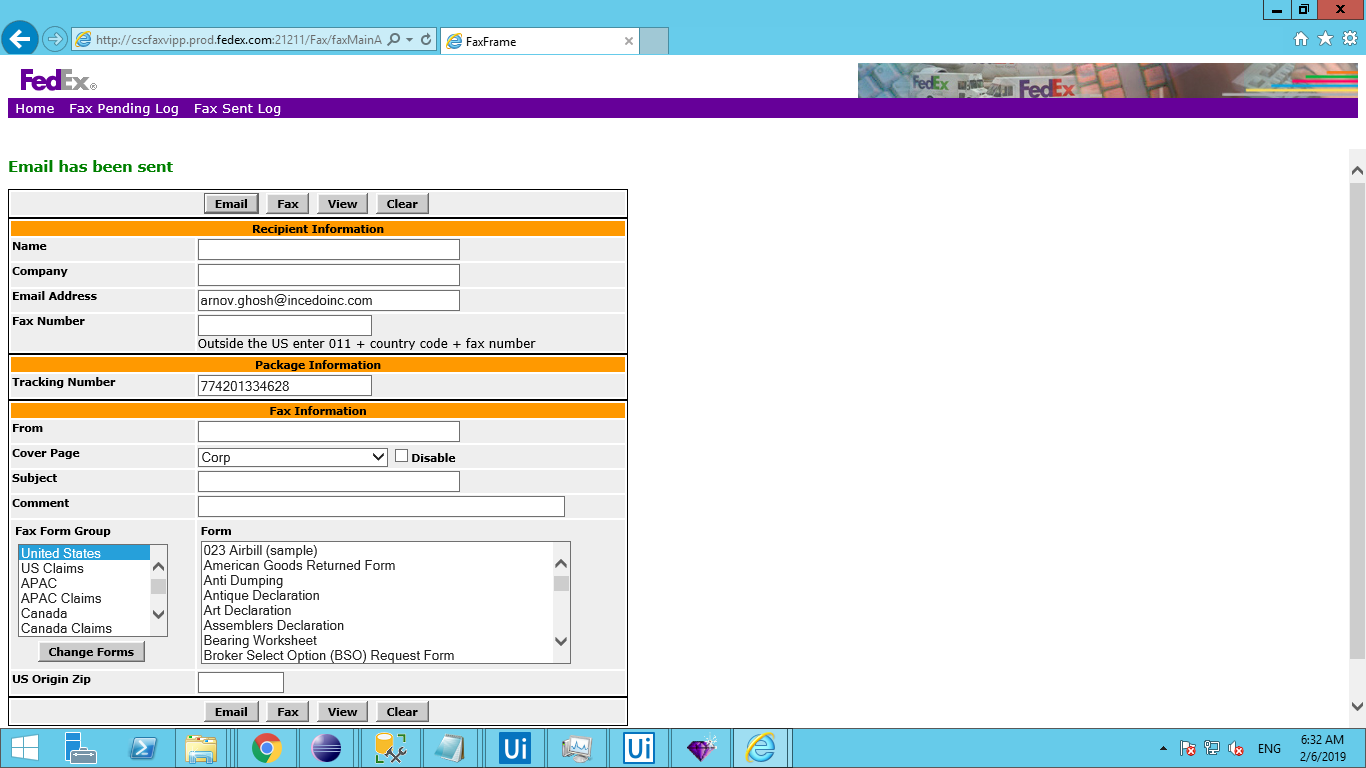 http://cscfaxvipp.prod.fedex.com:21211/Fax/faxMainA
FaxFrame
FedEx®
FedEx FedEx
Home Fax Pending Log Fax Sent Log
Email has been sent
Email Fax View Clear
Recipient Information
Name
Company
Email Address arnov.ghosh@incedoinc.com
Fax Number
Outside the US enter 011 + country code + fax number
Package Information
Tracking Number 774201334628
Fax Information
From
Cover Page Corp Disable
Subject
Comment
Fax Form Group Form
United States
US Claims
APAC
APAC Claims
Canada
Canada Claims
Change Forms
023 Airbill (sample)
American Goods Returned Form
Anti Dumping
Antique Declaration
Art Declaration
Assemblers Declaration
Bearing Worksheet
Broker Select Option (BSO) Request Form
US Origin Zip
Email Fax View Clear
Ui Ui
ENG
6:32 AM
2/6/2019